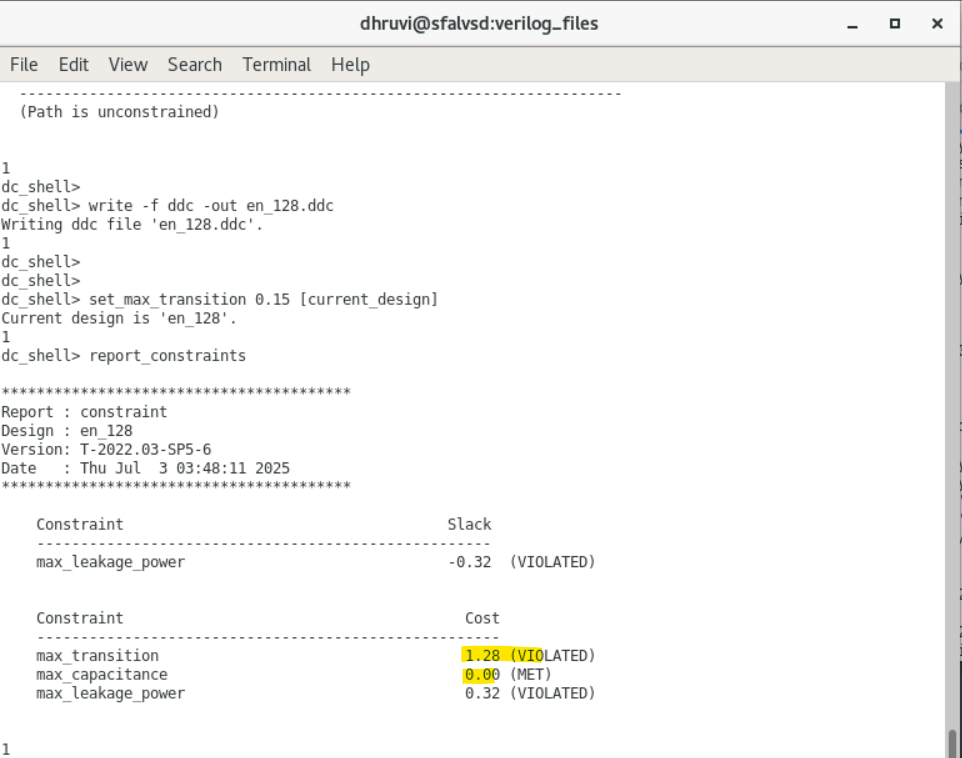 dhruvi@sfalvsd:verilog_files
File Edit View Search Terminal Help
---------------------------------------------------------------------
(Path is unconstrained)
1
dc_shell>
dc_shell> write -f ddc -out en_128.ddc
Writing ddc file 'en_128.ddc'.
1
dc_shell>
dc_shell>
dc_shell> set_max_transition 0.15 [current_design]
Current design is 'en_128'.
1
dc_shell> report_constraints
****************************************
Report : constraint
Design : en_128
Version: T-2022.03-SP5-6
Date   : Thu Jul  3 03:48:11 2025
****************************************
Constraint                                     Slack
----------------------------------------------------
max_leakage_power                              -0.32  (VIOLATED)
Constraint                                       Cost
-----------------------------------------------------
max_transition                                   1.28 (VIOLATED)
max_capacitance                                  0.00 (MET)
max_leakage_power                                0.32 (VIOLATED)
1